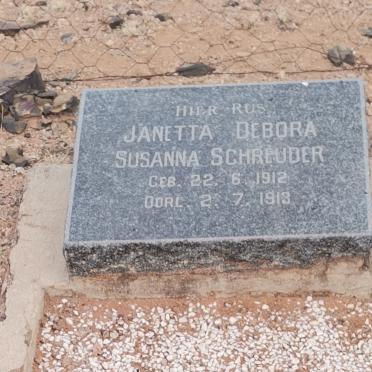 HIER RUS
JANETTA DEBORA
SUSANNA SCHREUDER
GEB. 22. 6. 1912
OORL. 2. 7. 1913